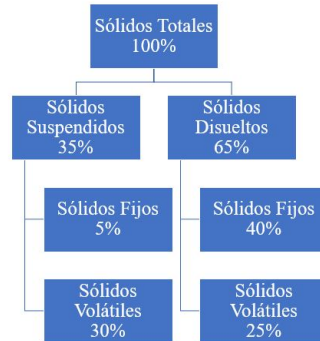 Sólidos Totales
100%
Sólidos
Suspendidos
35%
Sólidos
Disueltos
65%
Sólidos Fijos
5%
Sólidos Fijos
40%
Sólidos
Volátiles
30%
Sólidos
Volátiles
25%